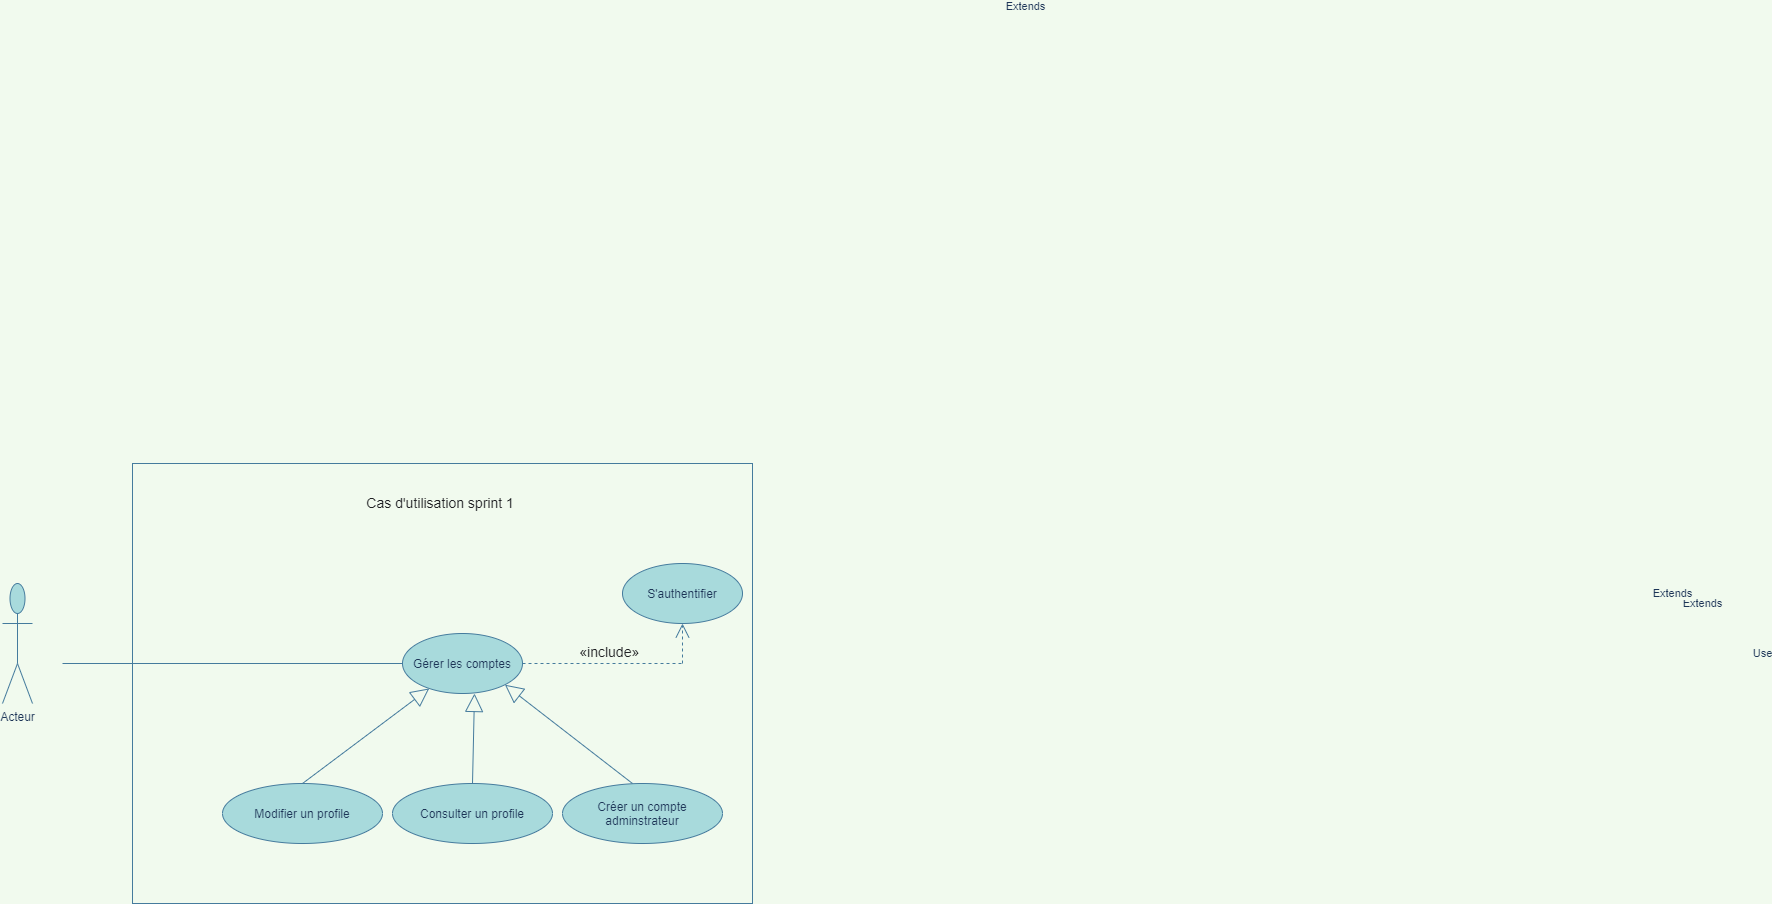 Extends
Cas d'utilisation sprint 1
S'authentifier
Extends
Extends
«include»
Use
Gérer les comptes
Acteur
Modifier un profile
Consulter un profile
Créer un compte
adminstrateur